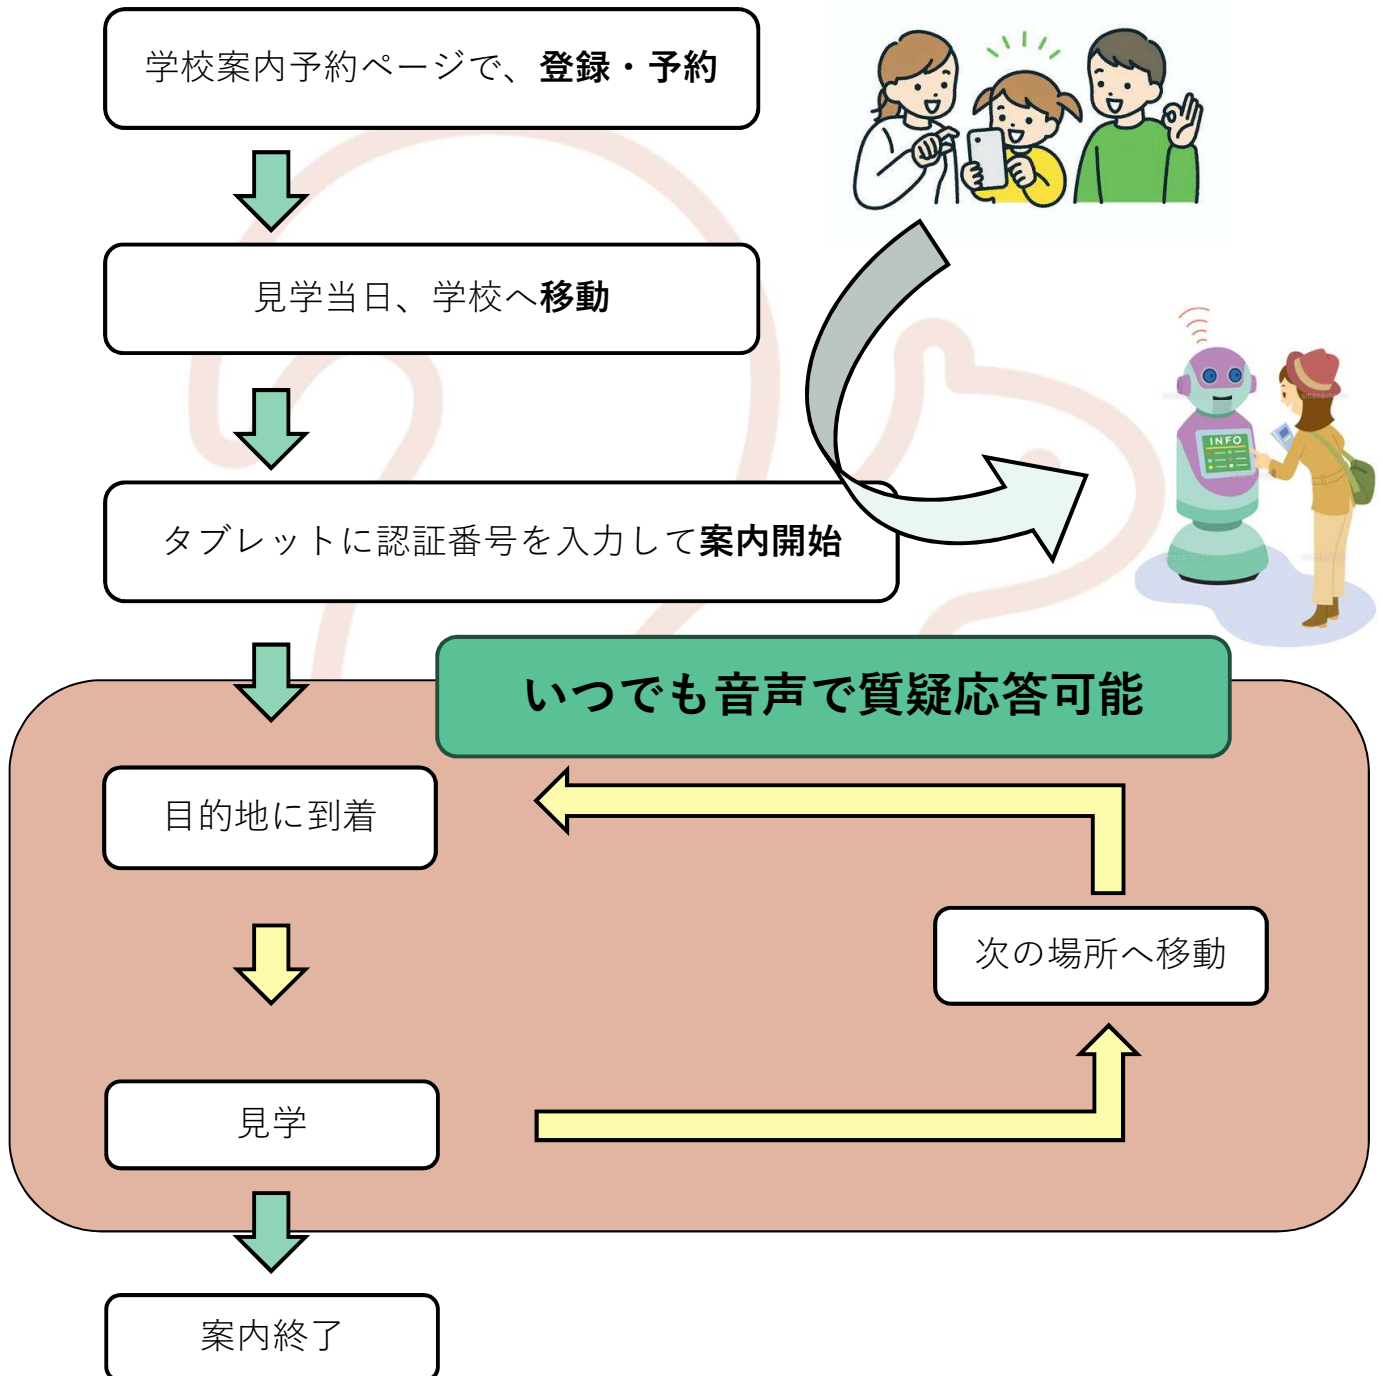 学校案内予約ページで、登録・予約
見学当日、学校へ移動
タブレットに認証番号を入力して案内開始
INFO
いつでも音声で質疑応答可能
目的地に到着
次の場所へ移動
見学
案内終了